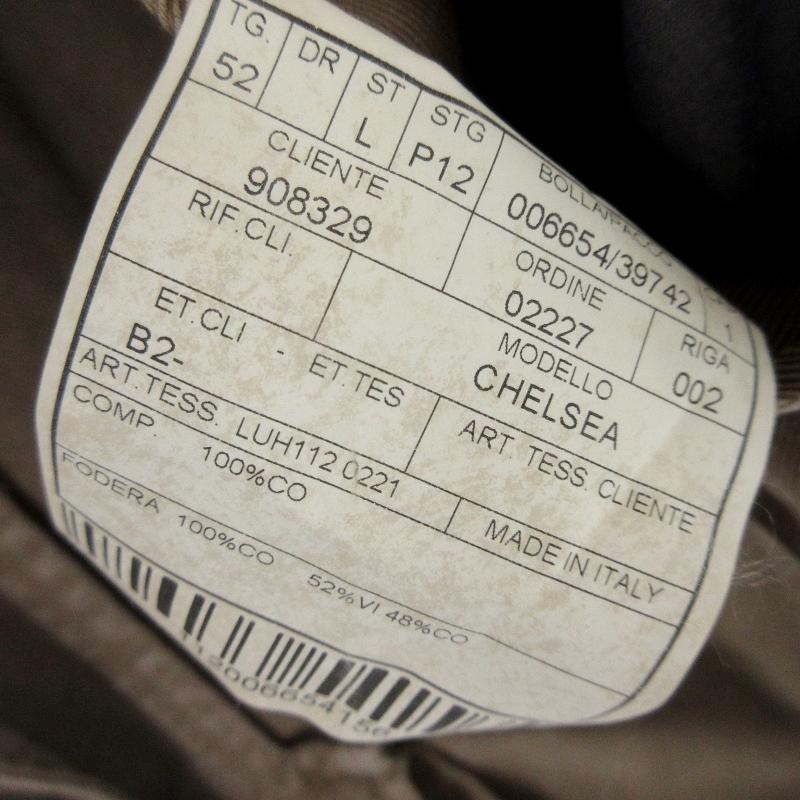 TG. DR ST STG
52 L P12 006654/39742 1
CLIENTE ORDINE RIGA
908329 02227 002
RIF.CLI. MODELLO
CHELSEA
ET.CLI - ET.TES ART. TESS. CLIENTE
B2-
ART.TESS. LUH112 0221 MADE IN ITALY
COMP 100%CO
FODERA 100%CO 52%VI 48%CO